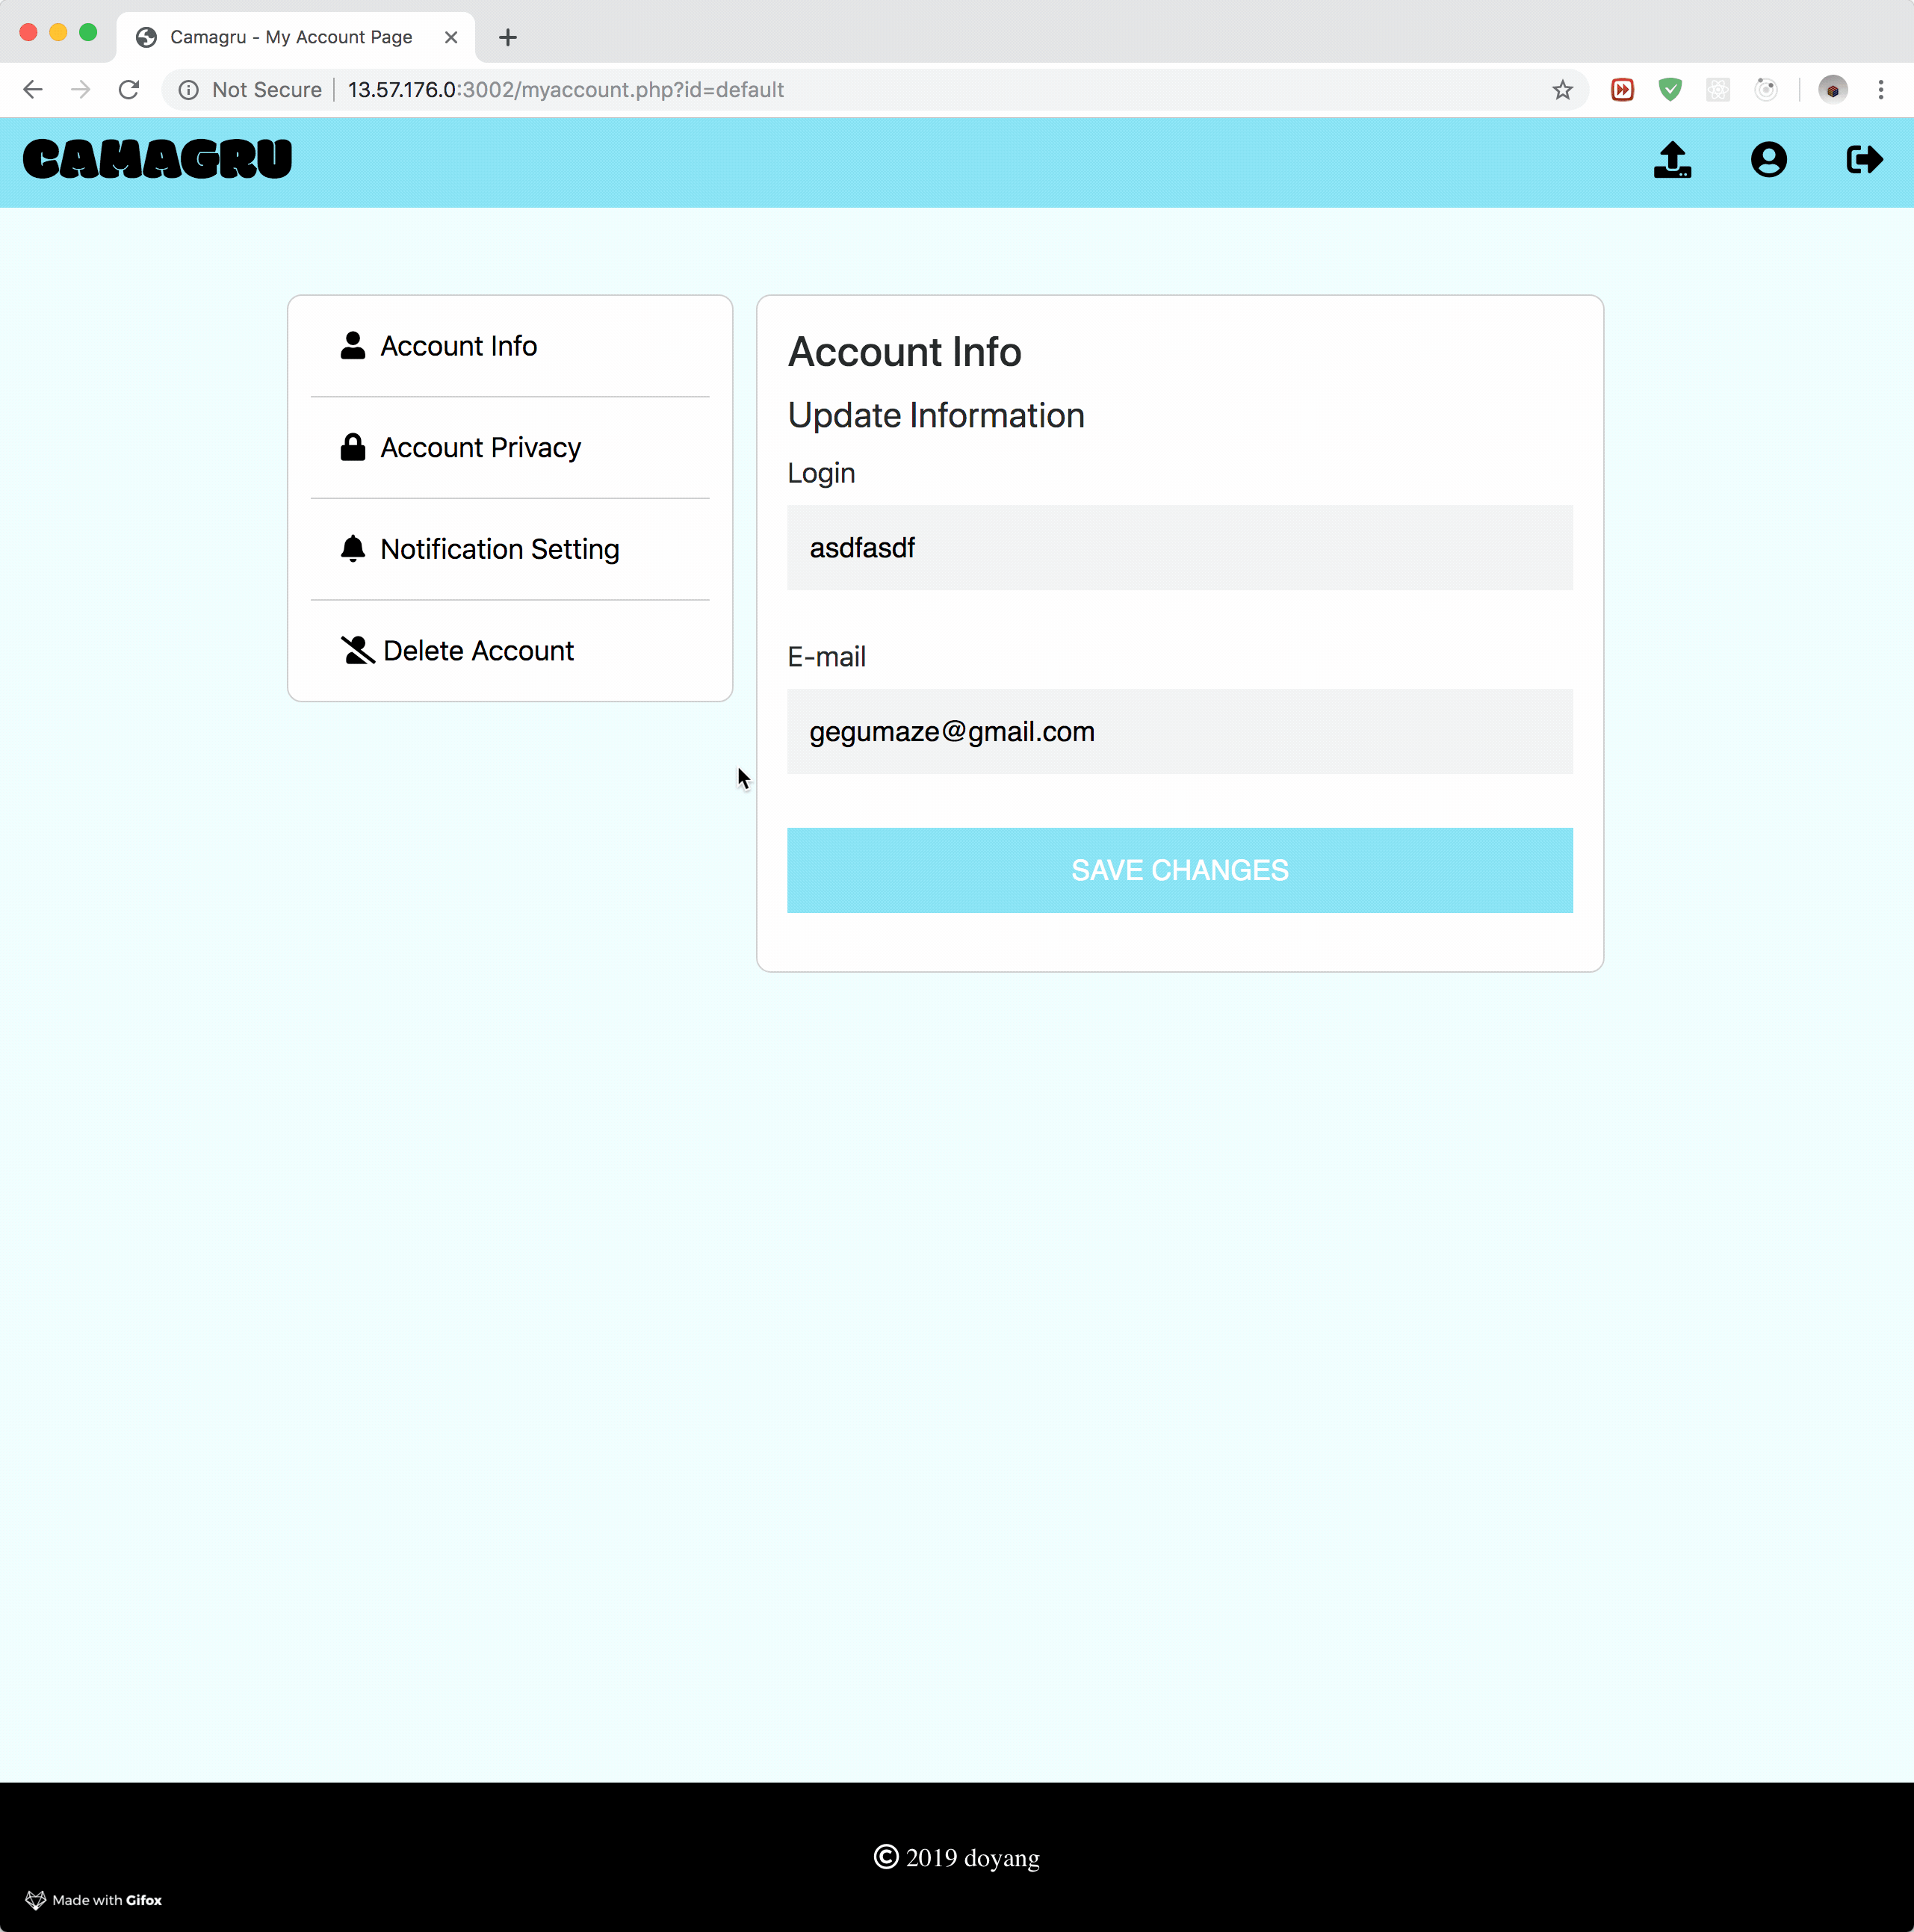 Camagru - My Account Page
Not Secure | 13.57.176.0:3002/myaccount.php?id=default
CAMAGRU
Account Info
Account Privacy
Notification Setting
Delete Account
Account Info
Update Information
Login
asdfasdf
E-mail
gegumaze@gmail.com
SAVE CHANGES
© 2019 doyang
Made with Gifox